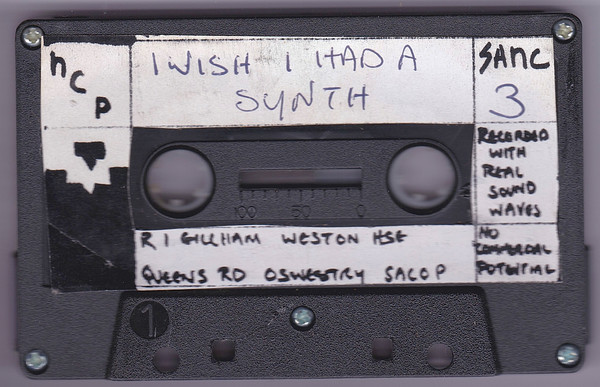 nCP
I WISH I HAD A
SYNTH
SANC
3
RECORDED
WITH
REAL
SOUND
WAVES
100 50 0
R I GILLHAM WESTON HSE
QUEENS RD OSWESTRY SALOP
NO
COMMERCIAL
POTENTIAL
1